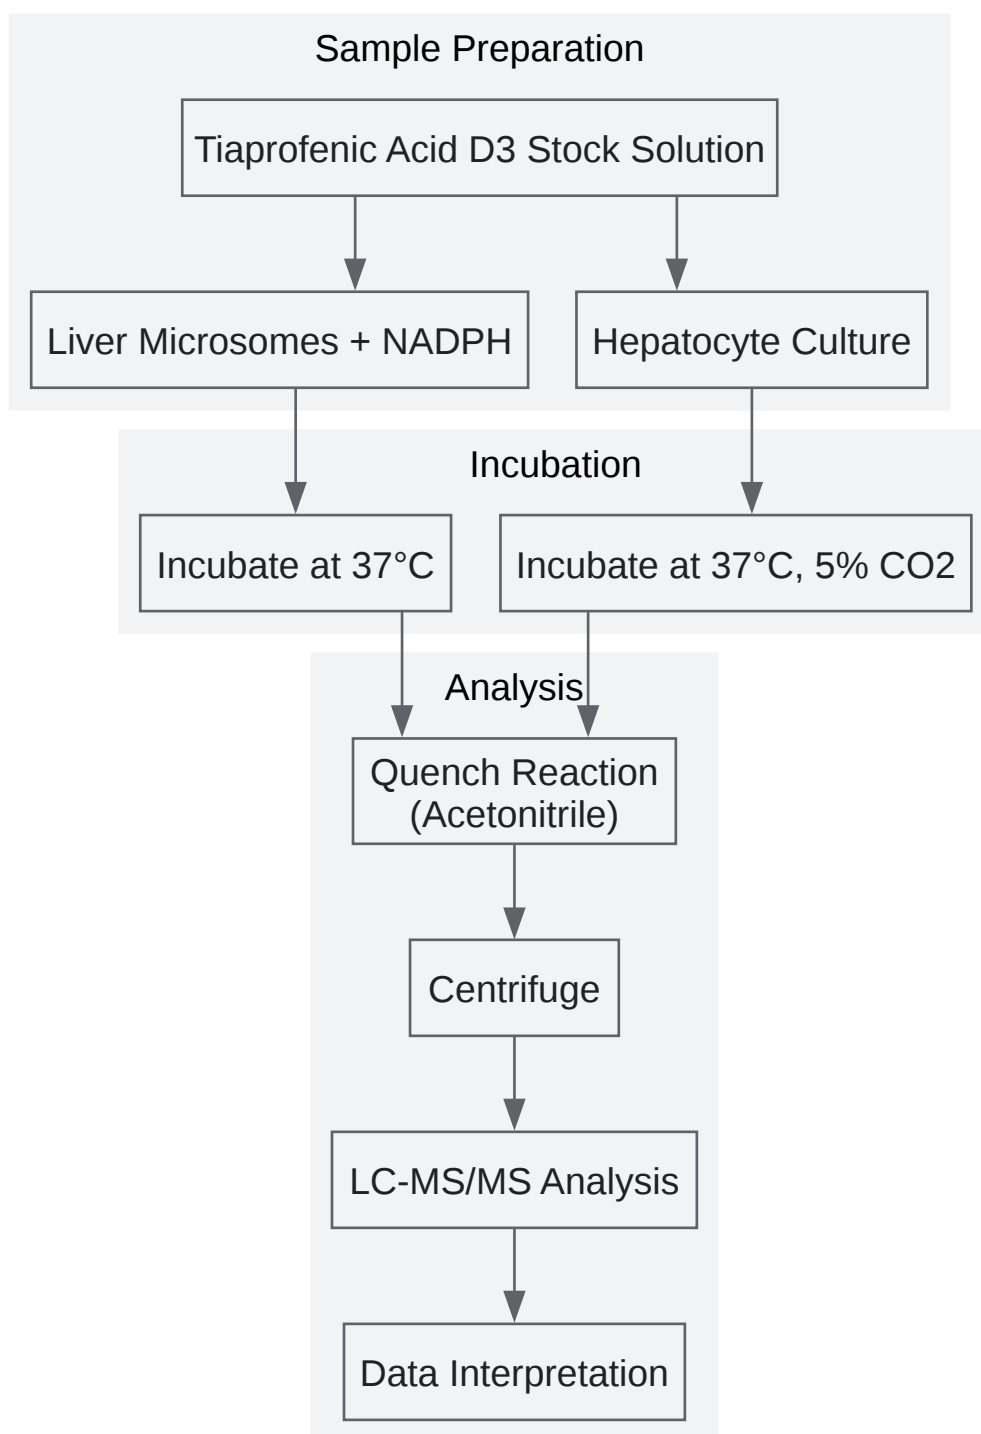 Sample Preparation
Tiaprofenic Acid D3 Stock Solution
Liver Microsomes + NADPH
Hepatocyte Culture
Incubation
Incubate at 37°C
Incubate at 37°C, 5% CO2
Analysis
Quench Reaction
(Acetonitrile)
Centrifuge
LC-MS/MS Analysis
Data Interpretation